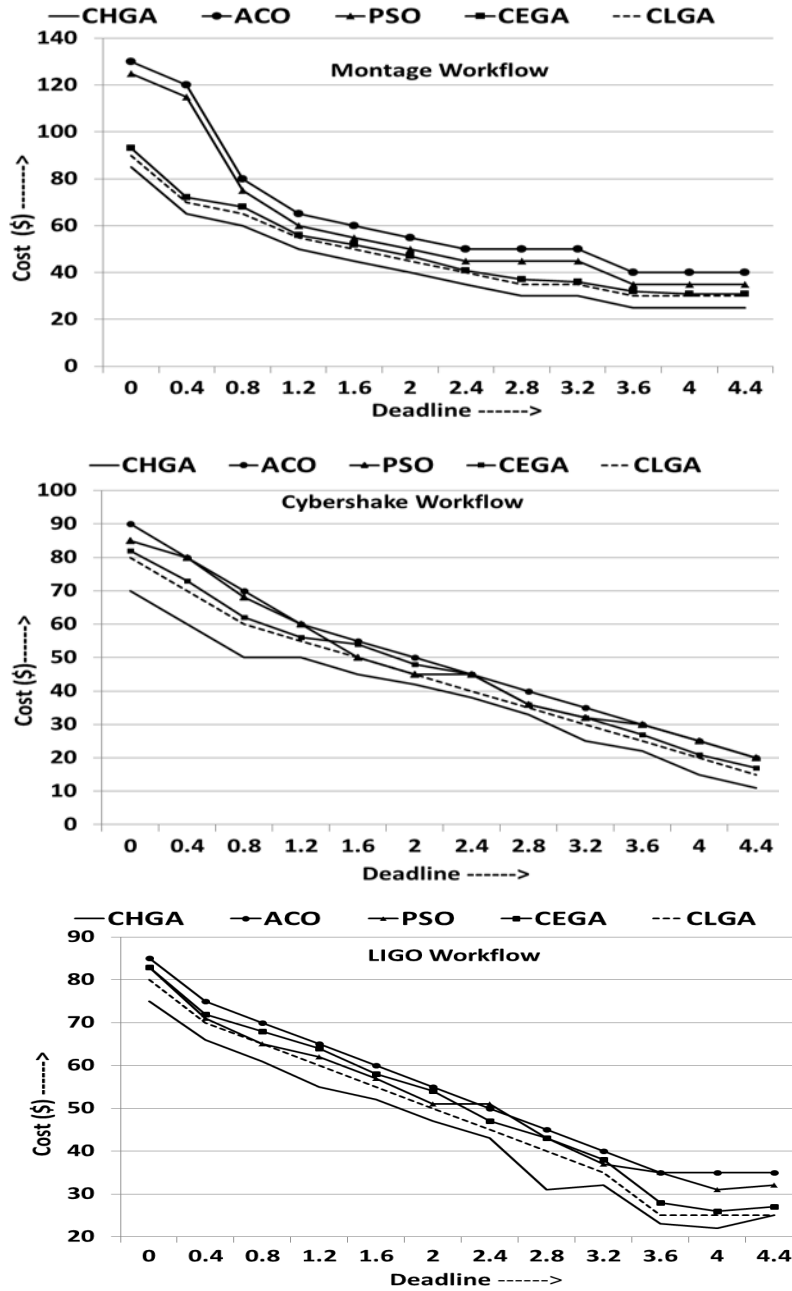 CHGA ACO PSO CEGA CLGA
Montage Workflow
Cost ($) ------>
140
120
100
80
60
40
20
0
0 0.4 0.8 1.2 1.6 2 2.4 2.8 3.2 3.6 4 4.4
Deadline ------>
CHGA ACO PSO CEGA CLGA
Cybershake Workflow
Cost ($)------>
100
90
80
70
60
50
40
30
20
10
0
0 0.4 0.8 1.2 1.6 2 2.4 2.8 3.2 3.6 4 4.4
Deadline ------>
CHGA ACO PSO CEGA CLGA
LIGO Workflow
Cost ($) ------>
90
80
70
60
50
40
30
20
0 0.4 0.8 1.2 1.6 2 2.4 2.8 3.2 3.6 4 4.4
Deadline ------>